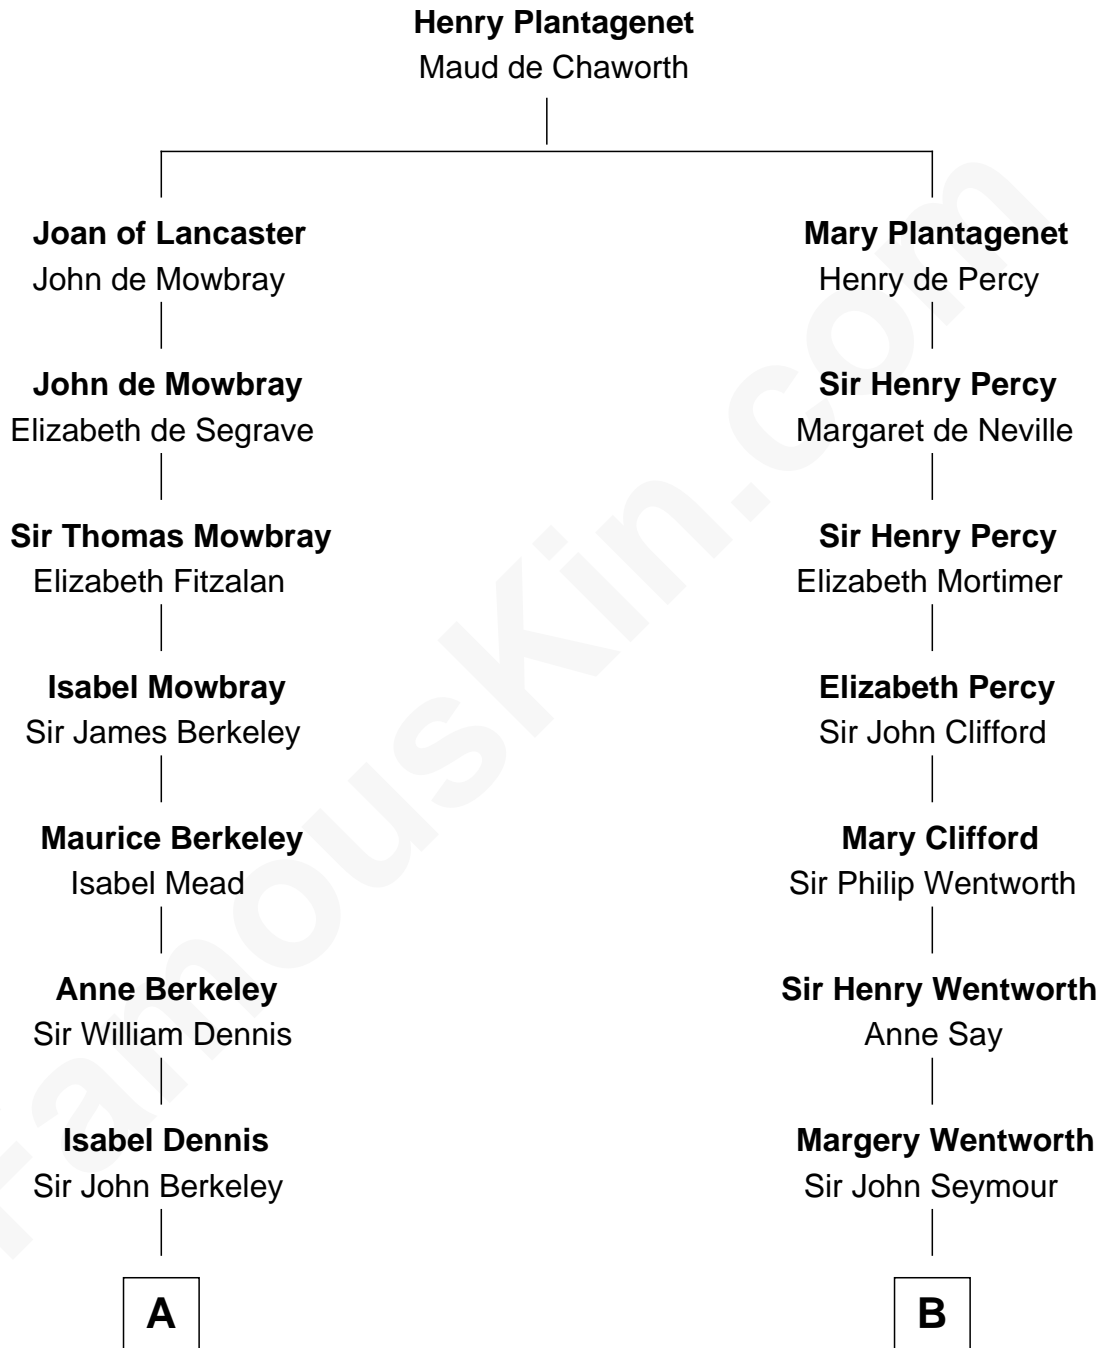 Henry Plantagenet
Maud de Chaworth
Joan of Lancaster
John de Mowbray
Mary Plantagenet
Henry de Percy
John de Mowbray
Elizabeth de Segrave
Sir Henry Percy
Margaret de Neville
Sir Thomas Mowbray
Elizabeth Fitzalan
Sir Henry Percy
Elizabeth Mortimer
Isabel Mowbray
Sir James Berkeley
Elizabeth Percy
Sir John Clifford
Maurice Berkeley
Isabel Mead
Mary Clifford
Sir Philip Wentworth
Anne Berkeley
Sir William Dennis
Sir Henry Wentworth
Anne Say
Isabel Dennis
Sir John Berkeley
Margery Wentworth
Sir John Seymour
A
B
FamousKin.com